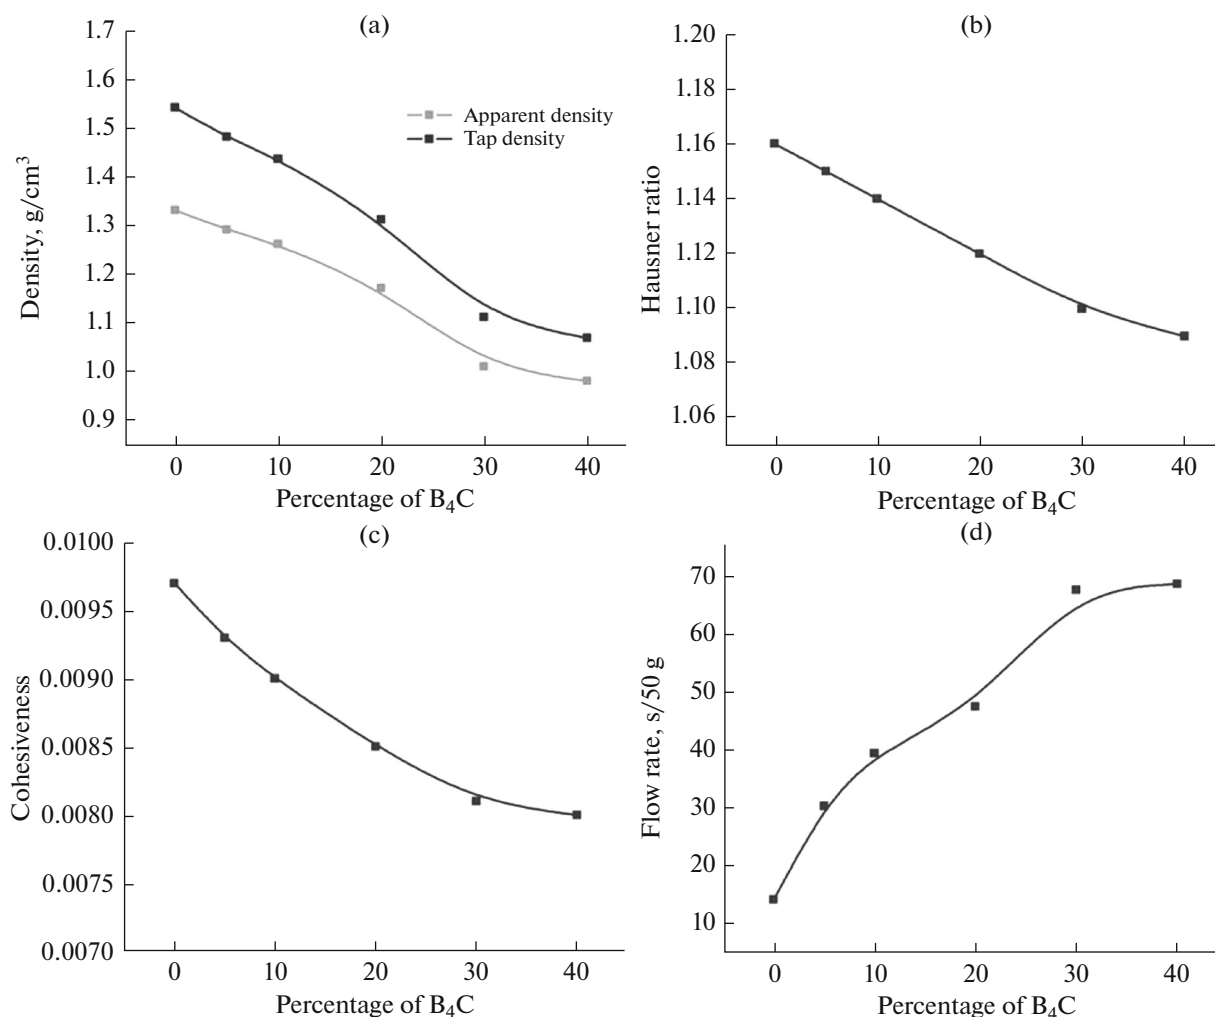 (a)
1.7
1.6
1.5
1.4
1.3
1.2
1.1
1.0
0.9
Density, g/cm³
Apparent density
Tap density
0 10 20 30 40
Percentage of B₄C
(b)
1.20
1.18
1.16
1.14
1.12
1.10
1.08
1.06
Hausner ratio
0 10 20 30 40
Percentage of B₄C
(c)
0.0100
0.0095
0.0090
0.0085
0.0080
0.0075
0.0070
Cohesiveness
0 10 20 30 40
Percentage of B₄C
(d)
70
60
50
40
30
20
10
Flow rate, s/50 g
0 10 20 30 40
Percentage of B₄C